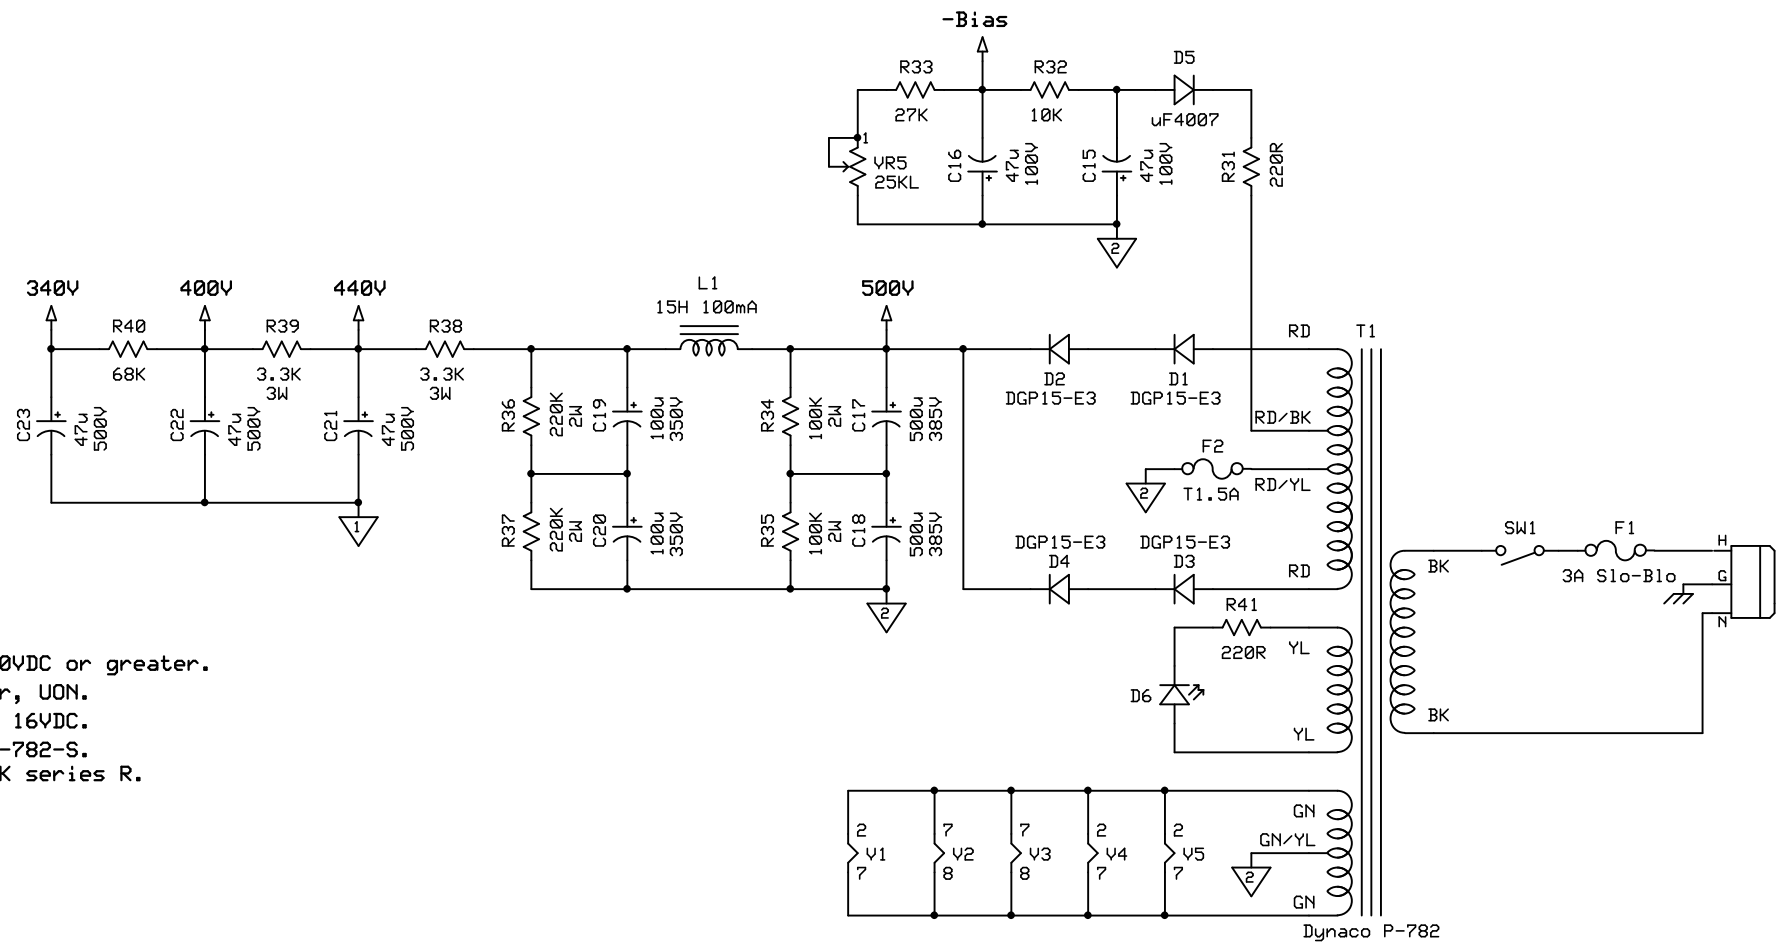 -Bias
D5
R33
R32
27K
10K
uF4007
1
VR5
25KL
C16
47u
100V
C15
47u
100V
R31
220R
2
340V
400V
440V
L1
15H 100mA
500V
R40
R39
R38
68K
3.3K
3W
3.3K
3W
RD
T1
D2
DGP15-E3
D1
DGP15-E3
C23
47u
500V
C22
47u
500V
C21
47u
500V
R36
220K
2W
C19
100u
350V
R34
100K
2W
C17
500u
385V
RD/BK
F2
2
T1.5A
RD/YL
1
R37
220K
2W
C20
100u
350V
R35
100K
2W
C18
500u
385V
DGP15-E3
D4
DGP15-E3
D3
RD
SW1
F1
H
BK
3A Slo-Blo
G
N
2
R41
220R
YL
D6
YL
BK
0VDC or greater.
r, UON.
16VDC.
-782-S.
K series R.
2
V1
7
7
V2
8
7
V3
8
2
V4
7
2
V5
7
GN
GN/YL
2
GN
Dynaco P-782